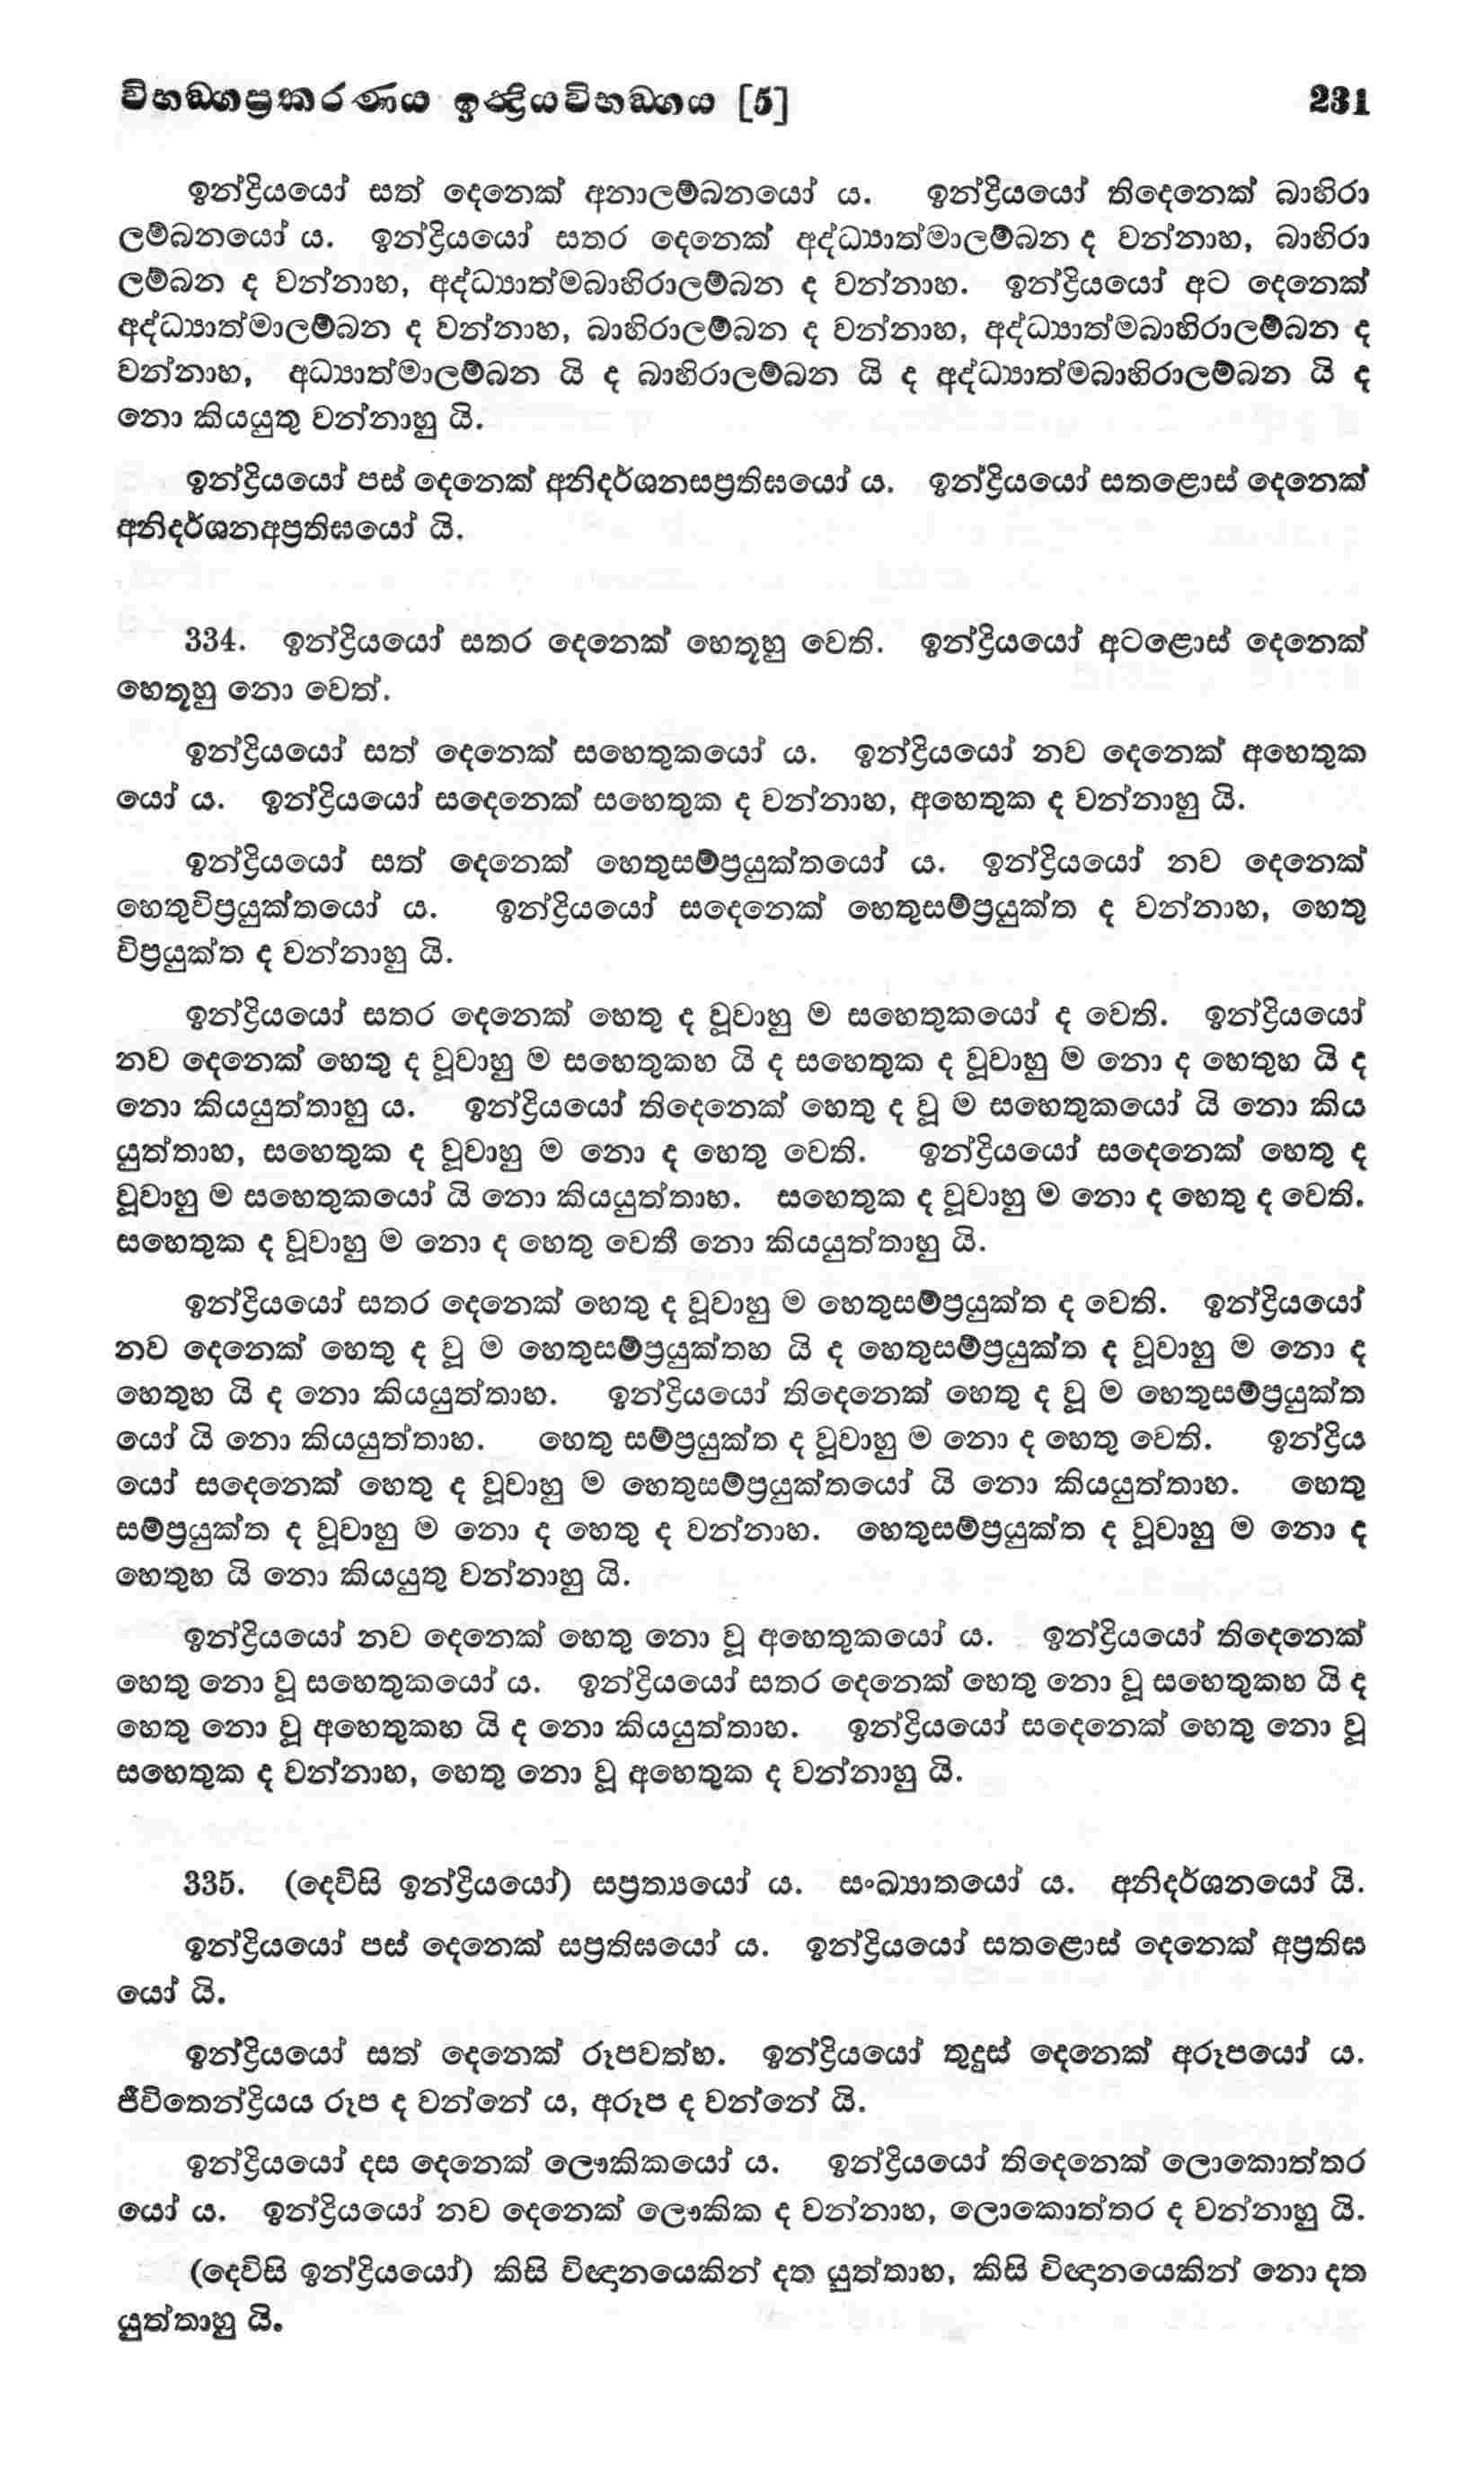 විභඞ්ගප්‍රකරණය ඉන්ද්‍රියවිභඞ්ගය [5] 231
ඉන්ද්‍රියයෝ සත් දෙනෙක් අනාලම්බනයෝ ය. ඉන්ද්‍රියයෝ තිදෙනෙක් බාහිරා
ලම්බනයෝ ය. ඉන්ද්‍රියයෝ සතර දෙනෙක් අද්ධ්‍යාත්මාලම්බන ද වන්නාහ, බාහිරා
ලම්බන ද වන්නාහ, අද්ධ්‍යාත්මබාහිරාලම්බන ද වන්නාහ. ඉන්ද්‍රියයෝ අට දෙනෙක්
අද්ධ්‍යාත්මාලම්බන ද වන්නාහ, බාහිරාලම්බන ද වන්නාහ, අද්ධ්‍යාත්මබාහිරාලම්බන ද
වන්නාහ, අධ්‍යාත්මාලම්බන යි ද බාහිරාලම්බන යි ද අද්ධ්‍යාත්මබාහිරාලම්බන යි ද
නො කියයුතු වන්නාහු යි.
ඉන්ද්‍රියයෝ පස් දෙනෙක් අනිදර්ශනසප්‍රතිඝයෝ ය. ඉන්ද්‍රියයෝ සතළොස් දෙනෙක්
අනිදර්ශනඅප්‍රතිඝයෝ යි.
334. ඉන්ද්‍රියයෝ සතර දෙනෙක් හෙතූහු වෙති. ඉන්ද්‍රියයෝ අටළොස් දෙනෙක්
හෙතූහු නො වෙත්.
ඉන්ද්‍රියයෝ සත් දෙනෙක් සහෙතුකයෝ ය. ඉන්ද්‍රියයෝ නව දෙනෙක් අහෙතුක
යෝ ය. ඉන්ද්‍රියයෝ සදෙනෙක් සහෙතුක ද වන්නාහ, අහෙතුක ද වන්නාහු යි.
ඉන්ද්‍රියයෝ සත් දෙනෙක් හෙතුසම්ප්‍රයුක්තයෝ ය. ඉන්ද්‍රියයෝ නව දෙනෙක්
හෙතුවිප්‍රයුක්තයෝ ය. ඉන්ද්‍රියයෝ සදෙනෙක් හෙතුසම්ප්‍රයුක්ත ද වන්නාහ, හෙතු
විප්‍රයුක්ත ද වන්නාහු යි.
ඉන්ද්‍රියයෝ සතර දෙනෙක් හෙතු ද වූවාහු ම සහෙතුකයෝ ද වෙති. ඉන්ද්‍රියයෝ
නව දෙනෙක් හෙතු ද වූවාහු ම සහෙතුකහ යි ද සහෙතුක ද වූවාහු ම නො ද හෙතුහ යි ද
නො කියයුත්තාහු ය. ඉන්ද්‍රියයෝ තිදෙනෙක් හෙතු ද වූ ම සහෙතුකයෝ යි නො කිය
යුත්තාහ, සහෙතුක ද වූවාහු ම නො ද හෙතු වෙති. ඉන්ද්‍රියයෝ සදෙනෙක් හෙතු ද
වූවාහු ම සහෙතුකයෝ යි නො කියයුත්තාහ. සහෙතුක ද වූවාහු ම නො ද හෙතු ද වෙති.
සහෙතුක ද වූවාහු ම නො ද හෙතු වෙතී නො කියයුත්තාහු යි.
ඉන්ද්‍රියයෝ සතර දෙනෙක් හෙතු ද වූවාහු ම හෙතුසම්ප්‍රයුක්ත ද වෙති. ඉන්ද්‍රියයෝ
නව දෙනෙක් හෙතු ද වූ ම හෙතුසම්ප්‍රයුක්තහ යි ද හෙතුසම්ප්‍රයුක්ත ද වූවාහු ම නො ද
හෙතුහ යි ද නො කියයුත්තාහ. ඉන්ද්‍රියයෝ තිදෙනෙක් හෙතු ද වූ ම හෙතුසම්ප්‍රයුක්ත
යෝ යි නො කියයුත්තාහ. හෙතු සම්ප්‍රයුක්ත ද වූවාහු ම නො ද හෙතු වෙති. ඉන්ද්‍රිය
යෝ සදෙනෙක් හෙතු ද වූවාහු ම හෙතුසම්ප්‍රයුක්තයෝ යි නො කියයුත්තාහ. හෙතු
සම්ප්‍රයුක්ත ද වූවාහු ම නො ද හෙතු ද වන්නාහ. හෙතුසම්ප්‍රයුක්ත ද වූවාහු ම නො ද
හෙතුහ යි නො කියයුතු වන්නාහු යි.
ඉන්ද්‍රියයෝ නව දෙනෙක් හෙතු නො වූ අහෙතුකයෝ ය. ඉන්ද්‍රියයෝ තිදෙනෙක්
හෙතු නො වූ සහෙතුකයෝ ය. ඉන්ද්‍රියයෝ සතර දෙනෙක් හෙතු නො වූ සහෙතුකහ යි ද
හෙතු නො වූ අහෙතුකහ යි ද නො කියයුත්තාහ. ඉන්ද්‍රියයෝ සදෙනෙක් හෙතු නො වූ
සහෙතුක ද වන්නාහ, හෙතු නො වූ අහෙතුක ද වන්නාහු යි.
335. (දෙවිසි ඉන්ද්‍රියයෝ) සප්‍රත්‍යයෝ ය. සංඛ්‍යාතයෝ ය. අනිදර්ශනයෝ යි.
ඉන්ද්‍රියයෝ පස් දෙනෙක් සප්‍රතිඝයෝ ය. ඉන්ද්‍රියයෝ සතළොස් දෙනෙක් අප්‍රතිඝ
යෝ යි.
ඉන්ද්‍රියයෝ සත් දෙනෙක් රූපවත්හ. ඉන්ද්‍රියයෝ තුදුස් දෙනෙක් අරූපයෝ ය.
ජීවිතෙන්ද්‍රියය රූප ද වන්නේ ය, අරූප ද වන්නේ යි.
ඉන්ද්‍රියයෝ දස දෙනෙක් ලෞකිකයෝ ය. ඉන්ද්‍රියයෝ තිදෙනෙක් ලොකොත්තර
යෝ ය. ඉන්ද්‍රියයෝ නව දෙනෙක් ලෞකික ද වන්නාහ, ලොකොත්තර ද වන්නාහු යි.
(දෙවිසි ඉන්ද්‍රියයෝ) කිසි විඥානයෙකින් දත යුත්තාහ, කිසි විඥානයෙකින් නො දත
යුත්තාහු යි.